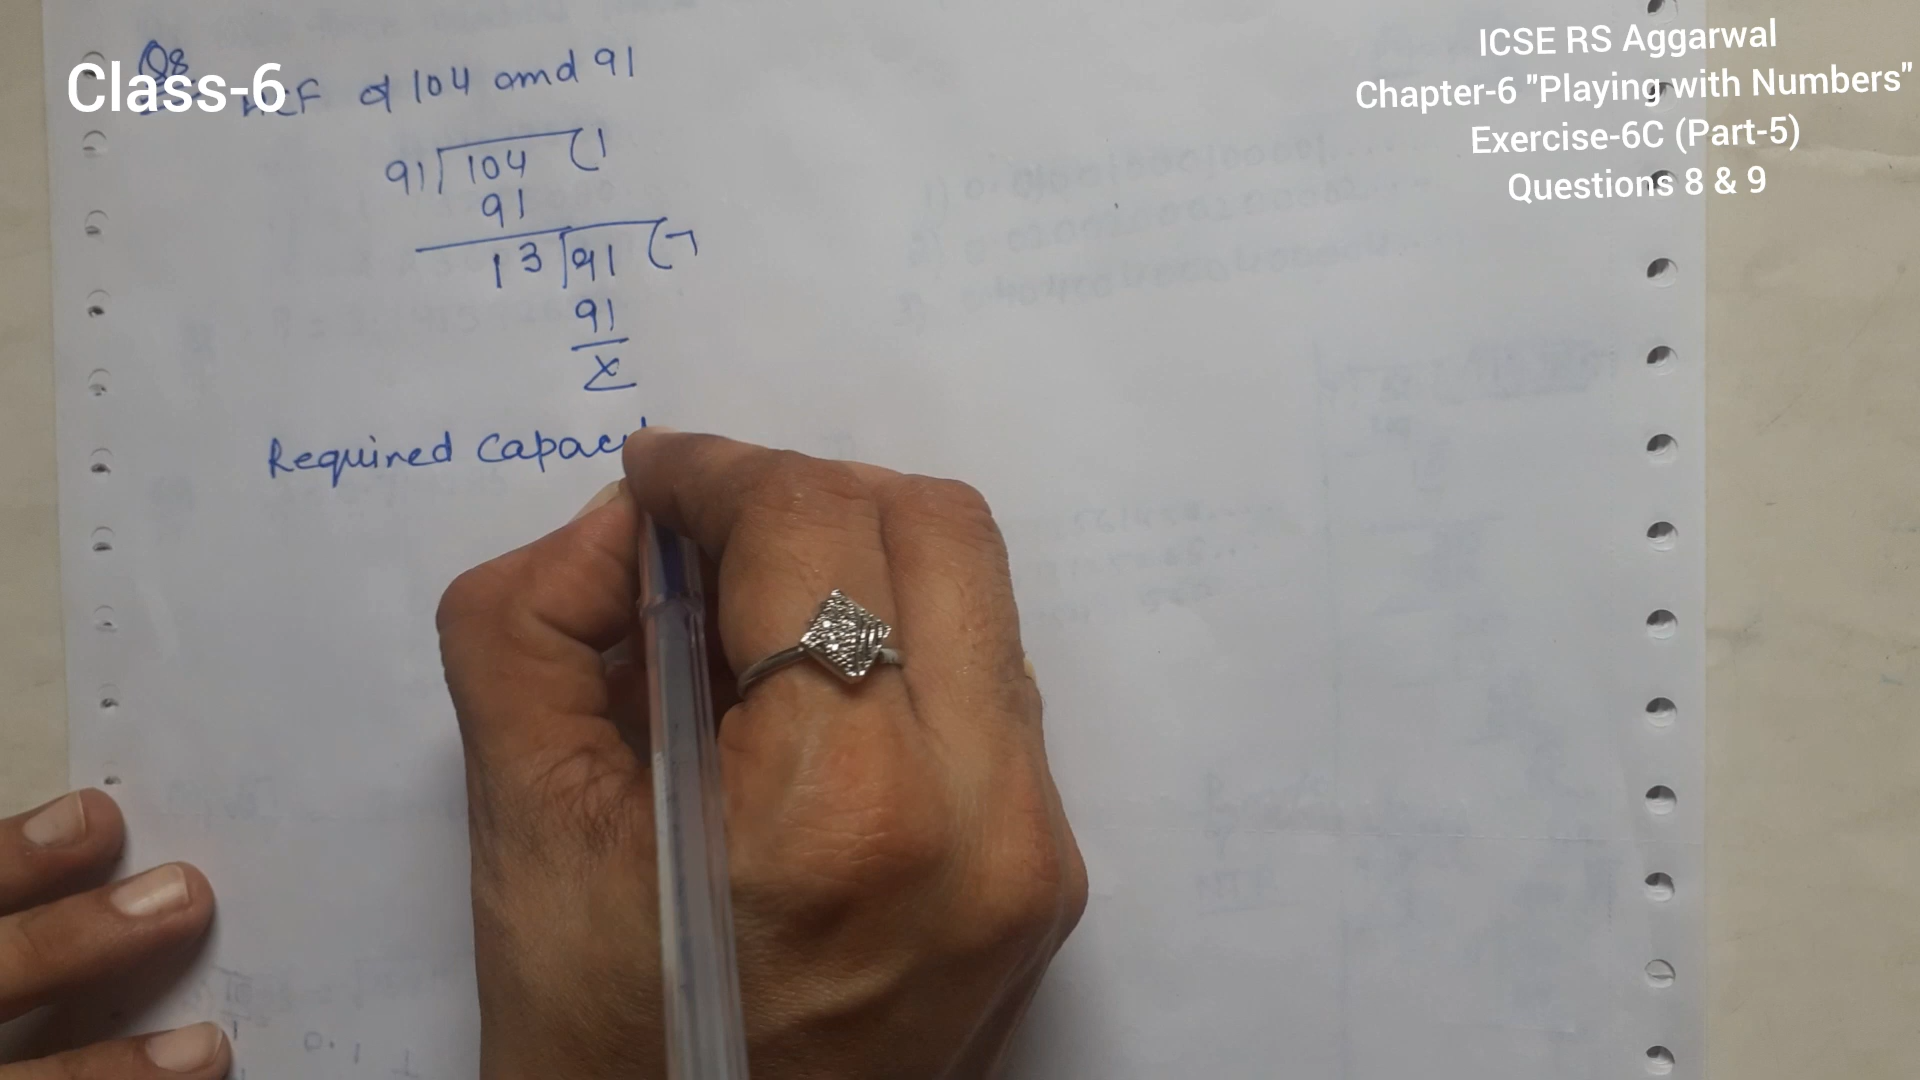 Q8
Class-6
HCF of 104 and 91
91 104 1
91
13 91 7
91
x
Required Capacit
ICSE RS Aggarwal
Chapter-6 "Playing with Numbers"
Exercise-6C (Part-5)
Questions 8 & 9